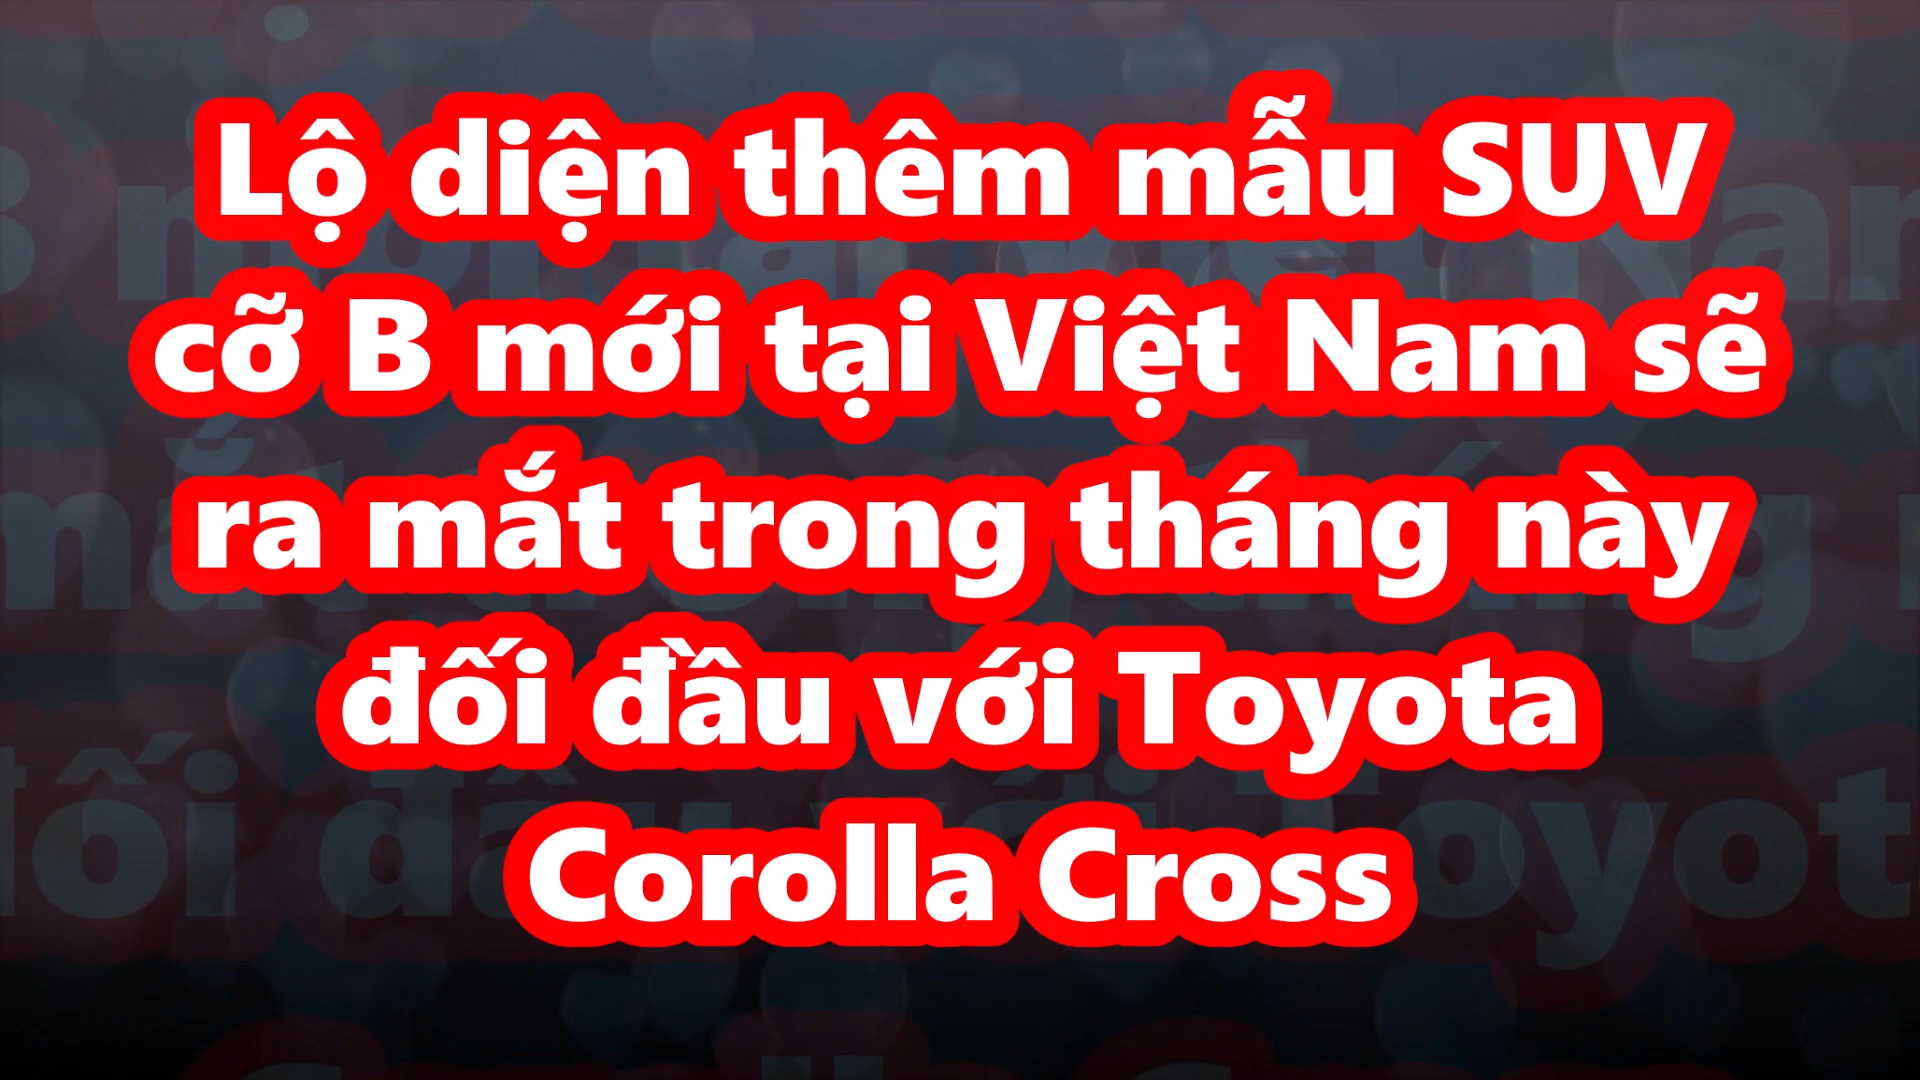 Lộ diện thêm mẫu SUV
cỡ B mới tại Việt Nam sẽ
ra mắt trong tháng này
đối đầu với Toyota
Corolla Cross